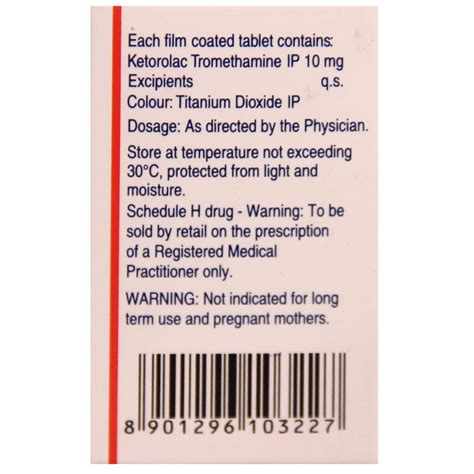 Each film coated tablet contains:
Ketorolac Tromethamine IP 10 mg
Excipients q.s.
Colour: Titanium Dioxide IP
Dosage: As directed by the Physician.
Store at temperature not exceeding
30°C, protected from light and
moisture.
Schedule H drug - Warning: To be
sold by retail on the prescription
of a Registered Medical
Practitioner only.
WARNING: Not indicated for long
term use and pregnant mothers.
8 901296 103227